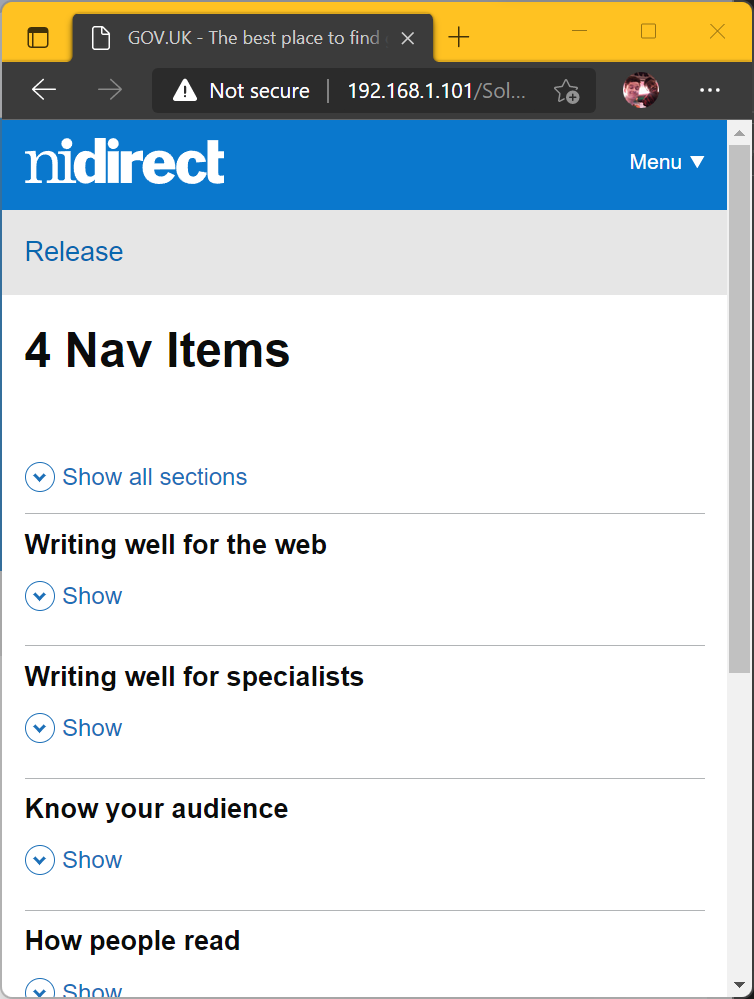 GOV.UK - The best place to find
Not secure | 192.168.1.101/Sol...
nidirect
Menu ▼
Release
4 Nav Items
Show all sections
Writing well for the web
Show
Writing well for specialists
Show
Know your audience
Show
How people read
Show